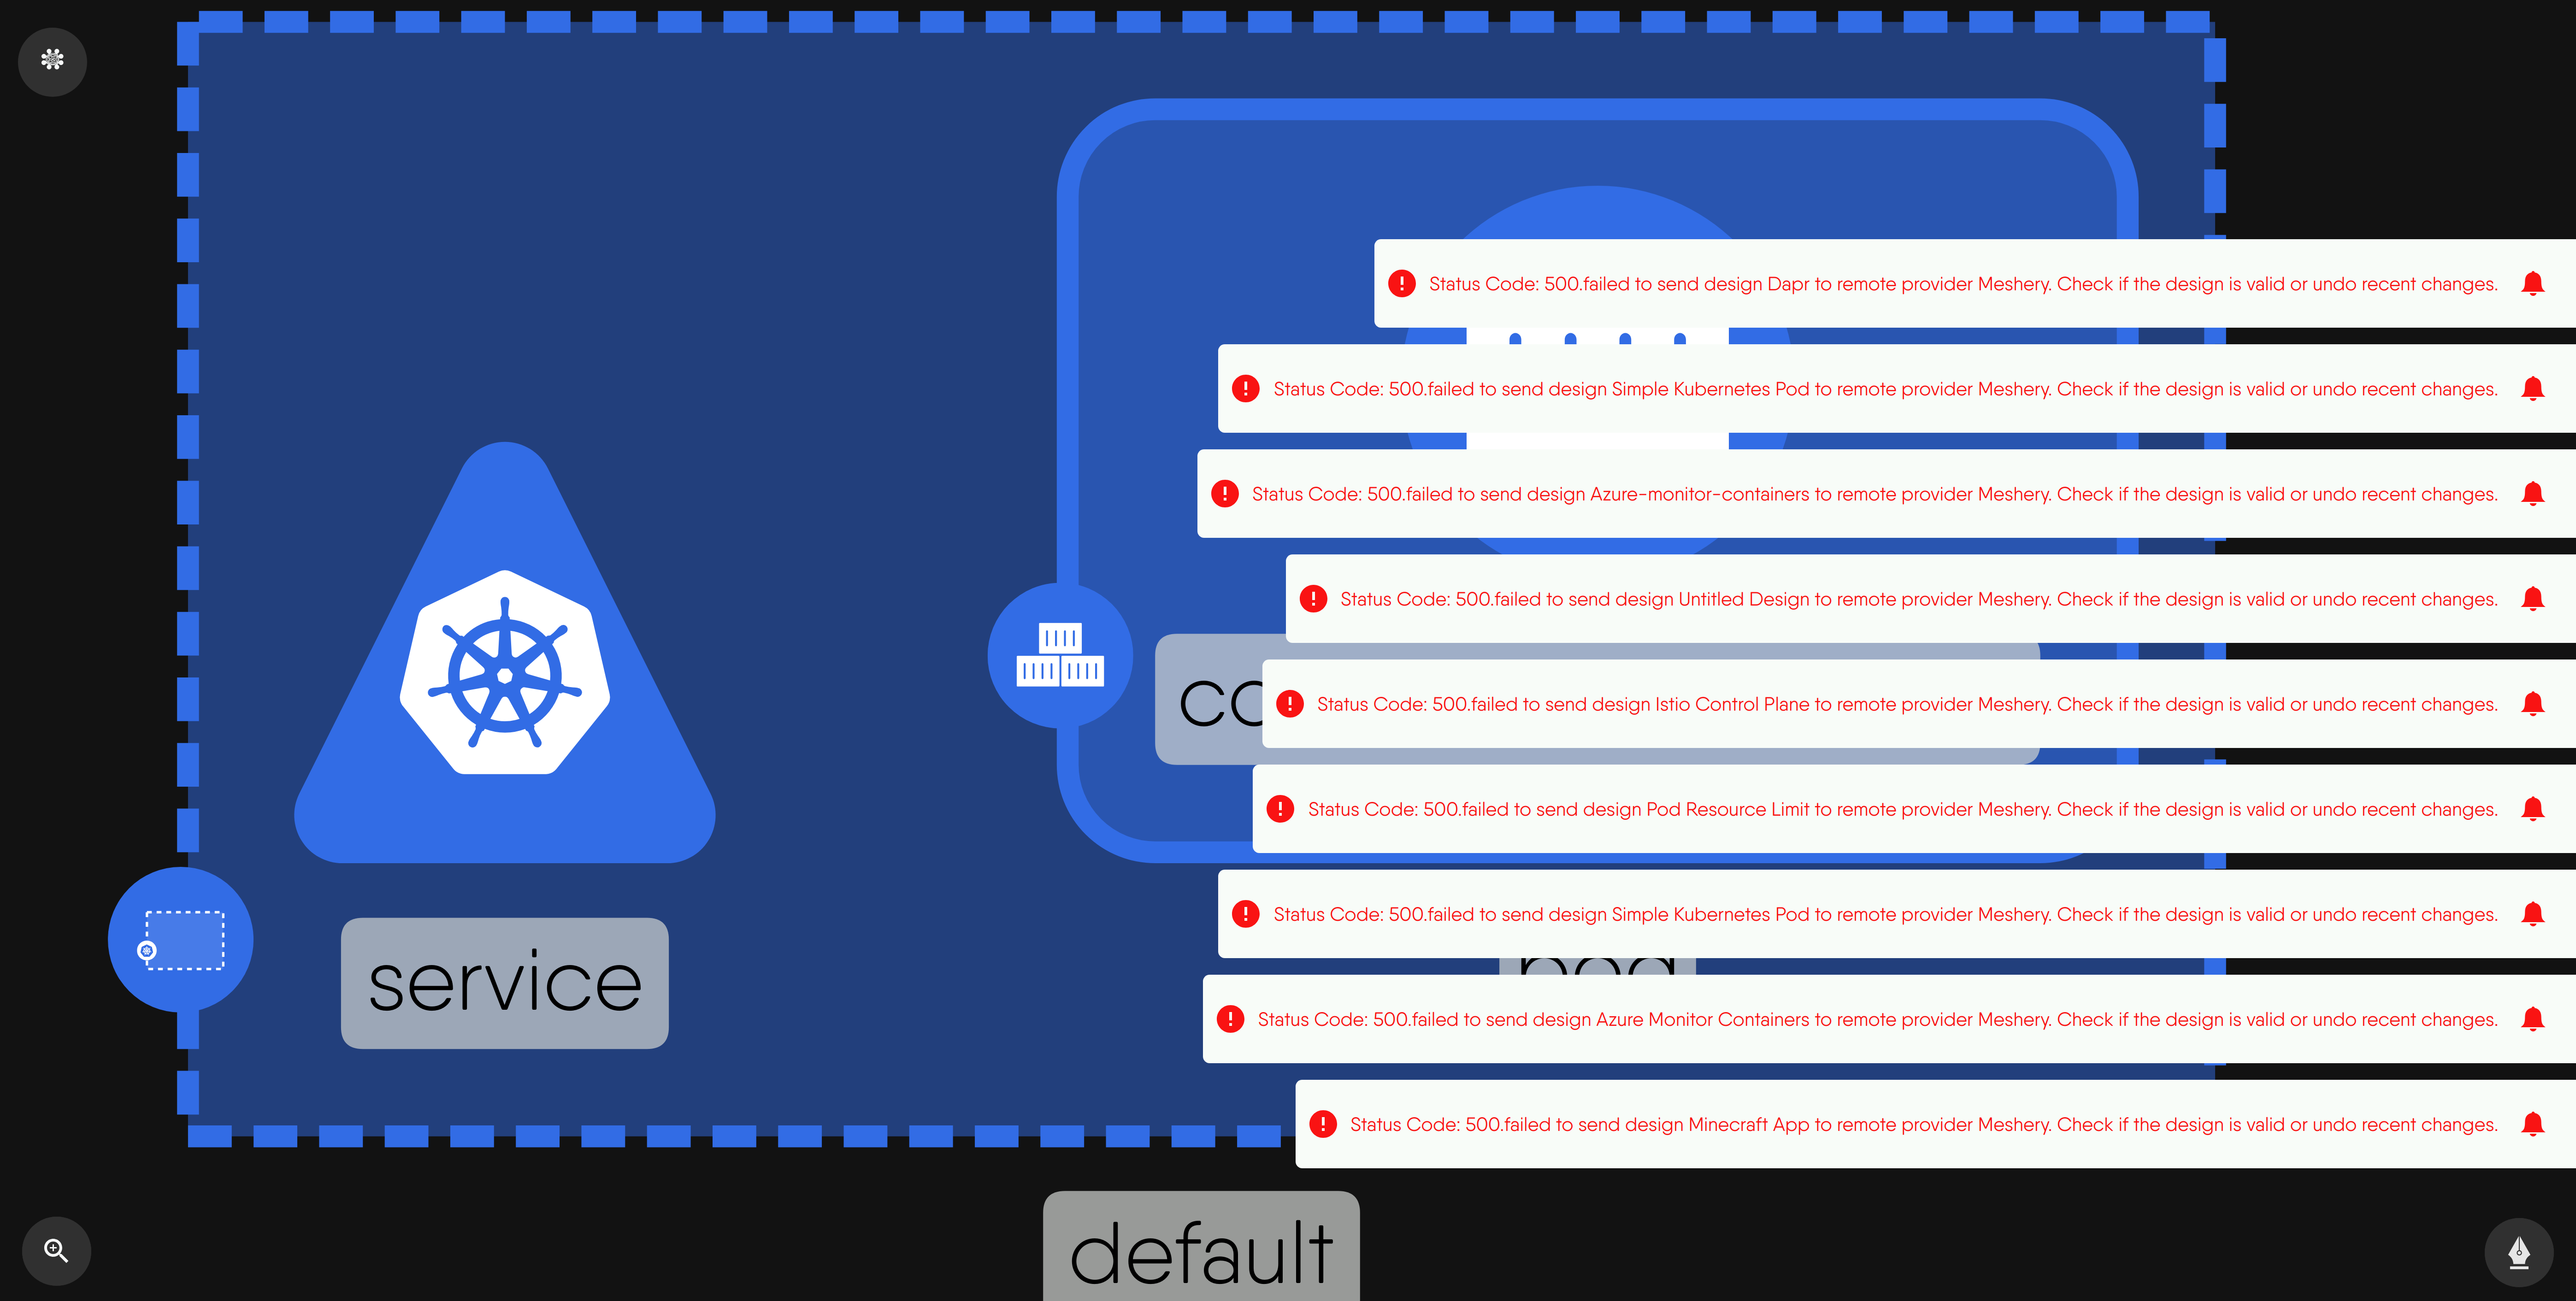 Status Code: 500.failed to send design Dapr to remote provider Meshery. Check if the design is valid or undo recent changes.
Status Code: 500.failed to send design Simple Kubernetes Pod to remote provider Meshery. Check if the design is valid or undo recent changes.
Status Code: 500.failed to send design Azure-monitor-containers to remote provider Meshery. Check if the design is valid or undo recent changes.
Status Code: 500.failed to send design Untitled Design to remote provider Meshery. Check if the design is valid or undo recent changes.
Status Code: 500.failed to send design Istio Control Plane to remote provider Meshery. Check if the design is valid or undo recent changes.
Status Code: 500.failed to send design Pod Resource Limit to remote provider Meshery. Check if the design is valid or undo recent changes.
Status Code: 500.failed to send design Simple Kubernetes Pod to remote provider Meshery. Check if the design is valid or undo recent changes.
service
Status Code: 500.failed to send design Azure Monitor Containers to remote provider Meshery. Check if the design is valid or undo recent changes.
Status Code: 500.failed to send design Minecraft App to remote provider Meshery. Check if the design is valid or undo recent changes.
default